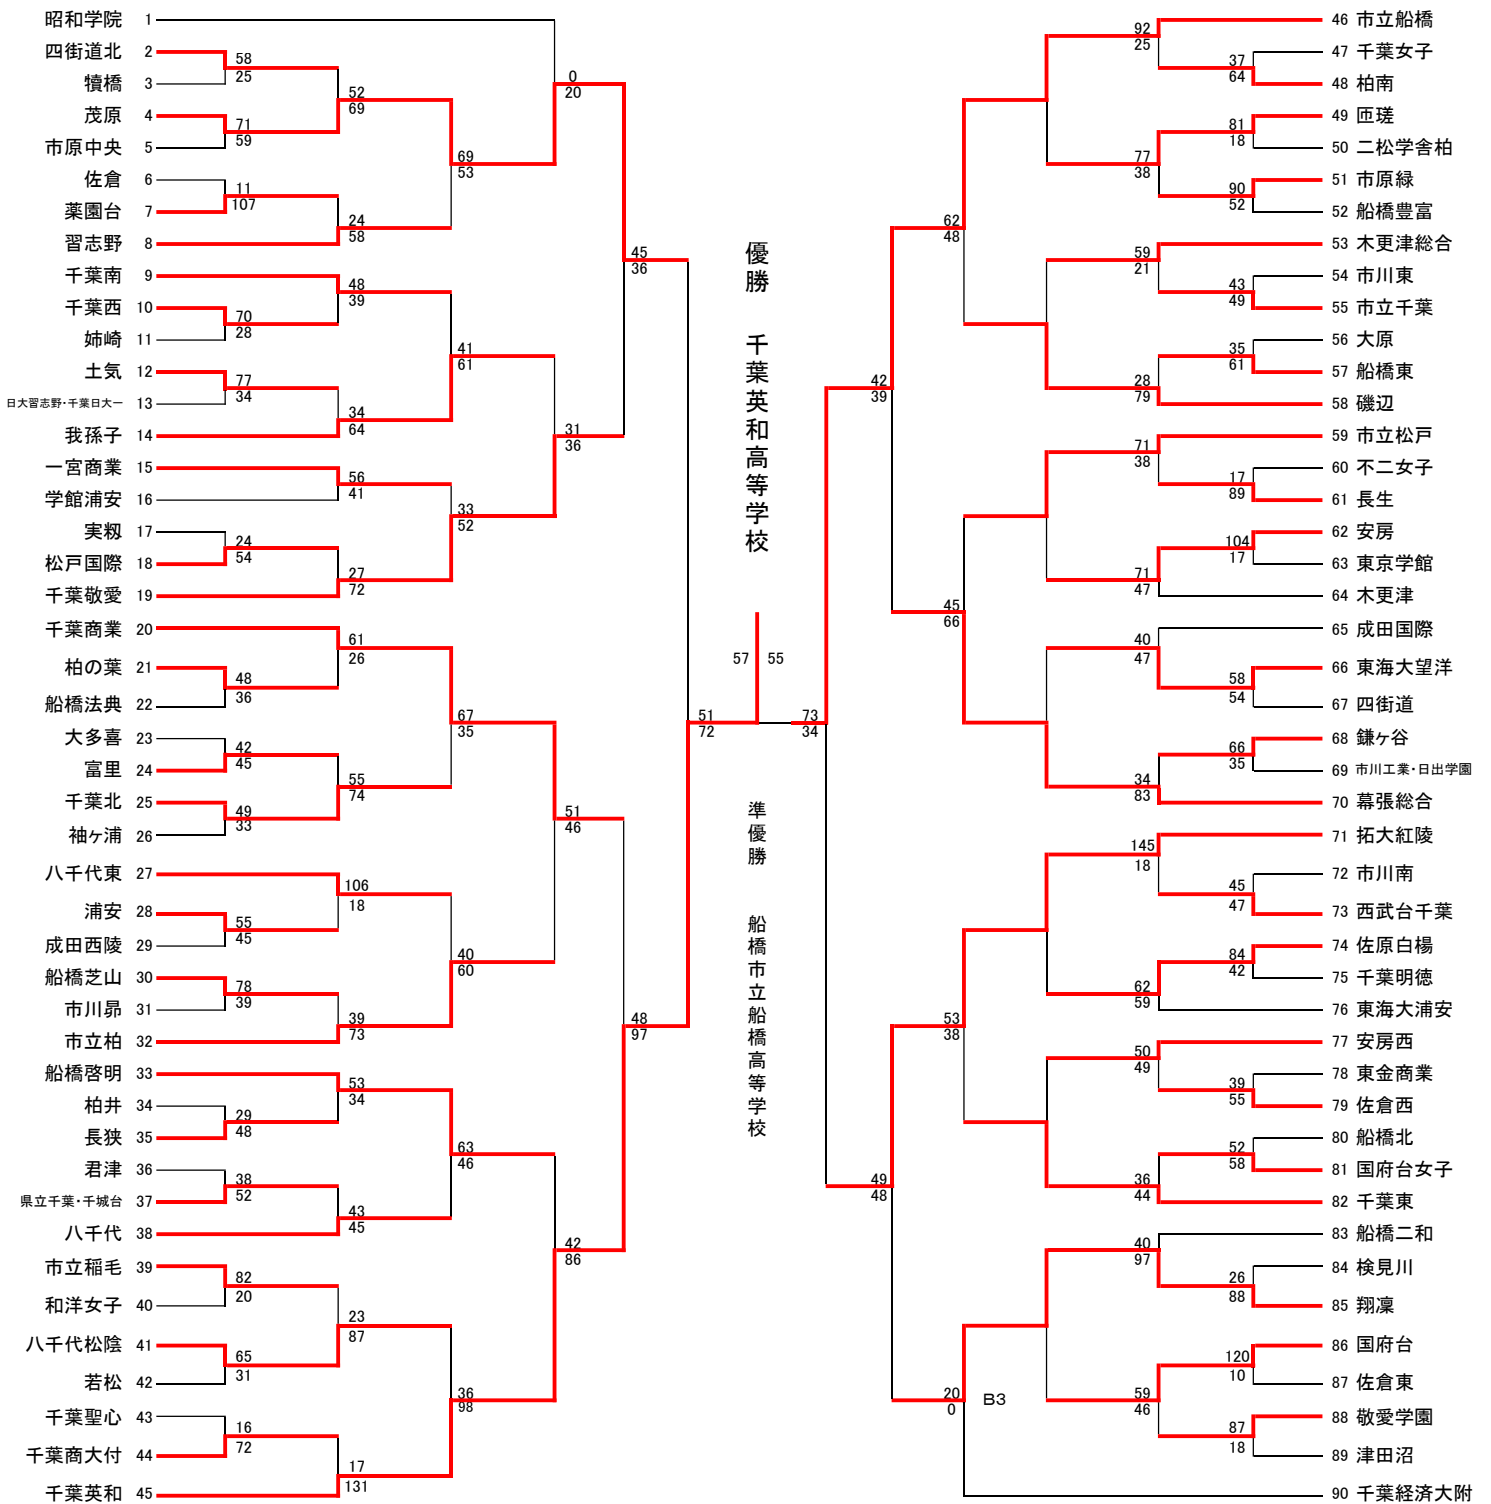 昭和学院 1
四街道北 2
犢橋 3
茂原 4
市原中央 5
佐倉 6
薬園台 7
習志野 8
千葉南 9
千葉西 10
姉崎 11
土気 12
日大習志野・千葉日大一 13
我孫子 14
一宮商業 15
学館浦安 16
実籾 17
松戸国際 18
千葉敬愛 19
千葉商業 20
柏の葉 21
船橋法典 22
大多喜 23
富里 24
千葉北 25
袖ヶ浦 26
八千代東 27
浦安 28
成田西陵 29
船橋芝山 30
市川昴 31
市立柏 32
船橋啓明 33
柏井 34
長狭 35
君津 36
県立千葉・千城台 37
八千代 38
市立稲毛 39
和洋女子 40
八千代松陰 41
若松 42
千葉聖心 43
千葉商大付 44
千葉英和 45
58
25
71
59
11
107
70
28
77
34
24
54
48
36
42
45
49
33
55
45
78
39
29
48
38
52
82
20
65
31
16
72
52
69
24
58
48
39
34
64
56
41
27
72
61
26
55
74
106
18
39
73
53
34
43
45
23
87
17
131
69
53
41
61
33
52
67
35
40
60
63
46
36
98
0
20
31
36
51
46
42
86
45
36
48
97
51
72
優勝 千葉英和高等学校
57 55
準優勝 船橋市立船橋高等学校
73
34
42
39
49
48
62
48
45
66
53
38
20
0
B3
92
25
77
38
59
21
28
79
71
38
71
47
40
47
34
83
145
18
62
59
50
49
36
44
40
97
59
46
37
64
81
18
90
52
43
49
35
61
17
89
104
17
58
54
66
35
45
47
84
42
39
55
52
58
26
88
120
10
87
18
46 市立船橋
47 千葉女子
48 柏南
49 匝瑳
50 二松学舎柏
51 市原緑
52 船橋豊富
53 木更津総合
54 市川東
55 市立千葉
56 大原
57 船橋東
58 磯辺
59 市立松戸
60 不二女子
61 長生
62 安房
63 東京学館
64 木更津
65 成田国際
66 東海大望洋
67 四街道
68 鎌ヶ谷
69 市川工業・日出学園
70 幕張総合
71 拓大紅陵
72 市川南
73 西武台千葉
74 佐原白楊
75 千葉明徳
76 東海大浦安
77 安房西
78 東金商業
79 佐倉西
80 船橋北
81 国府台女子
82 千葉東
83 船橋二和
84 検見川
85 翔凜
86 国府台
87 佐倉東
88 敬愛学園
89 津田沼
90 千葉経済大附